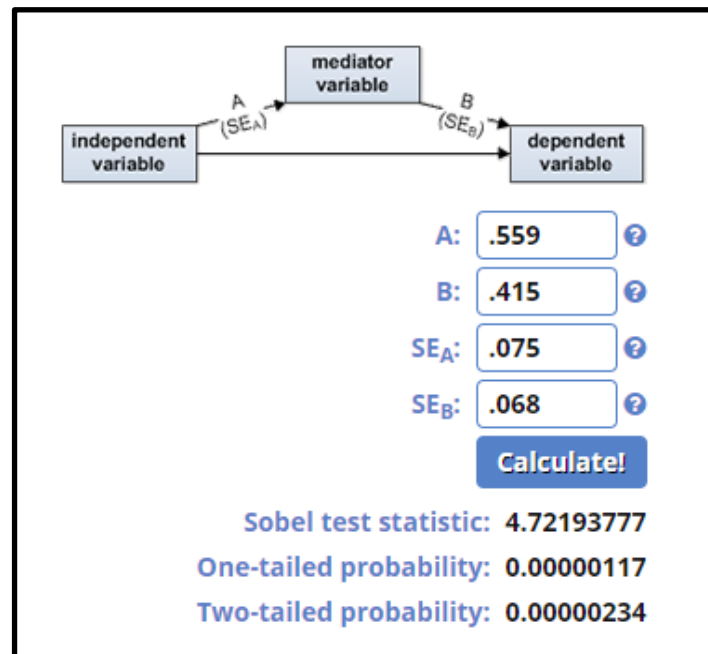 mediator
variable
A
(SEA)
B
(SEB)
independent
variable
dependent
variable
A: .559 ?
B: .415 ?
SEA: .075 ?
SEB: .068 ?
Calculate!
Sobel test statistic: 4.72193777
One-tailed probability: 0.00000117
Two-tailed probability: 0.00000234